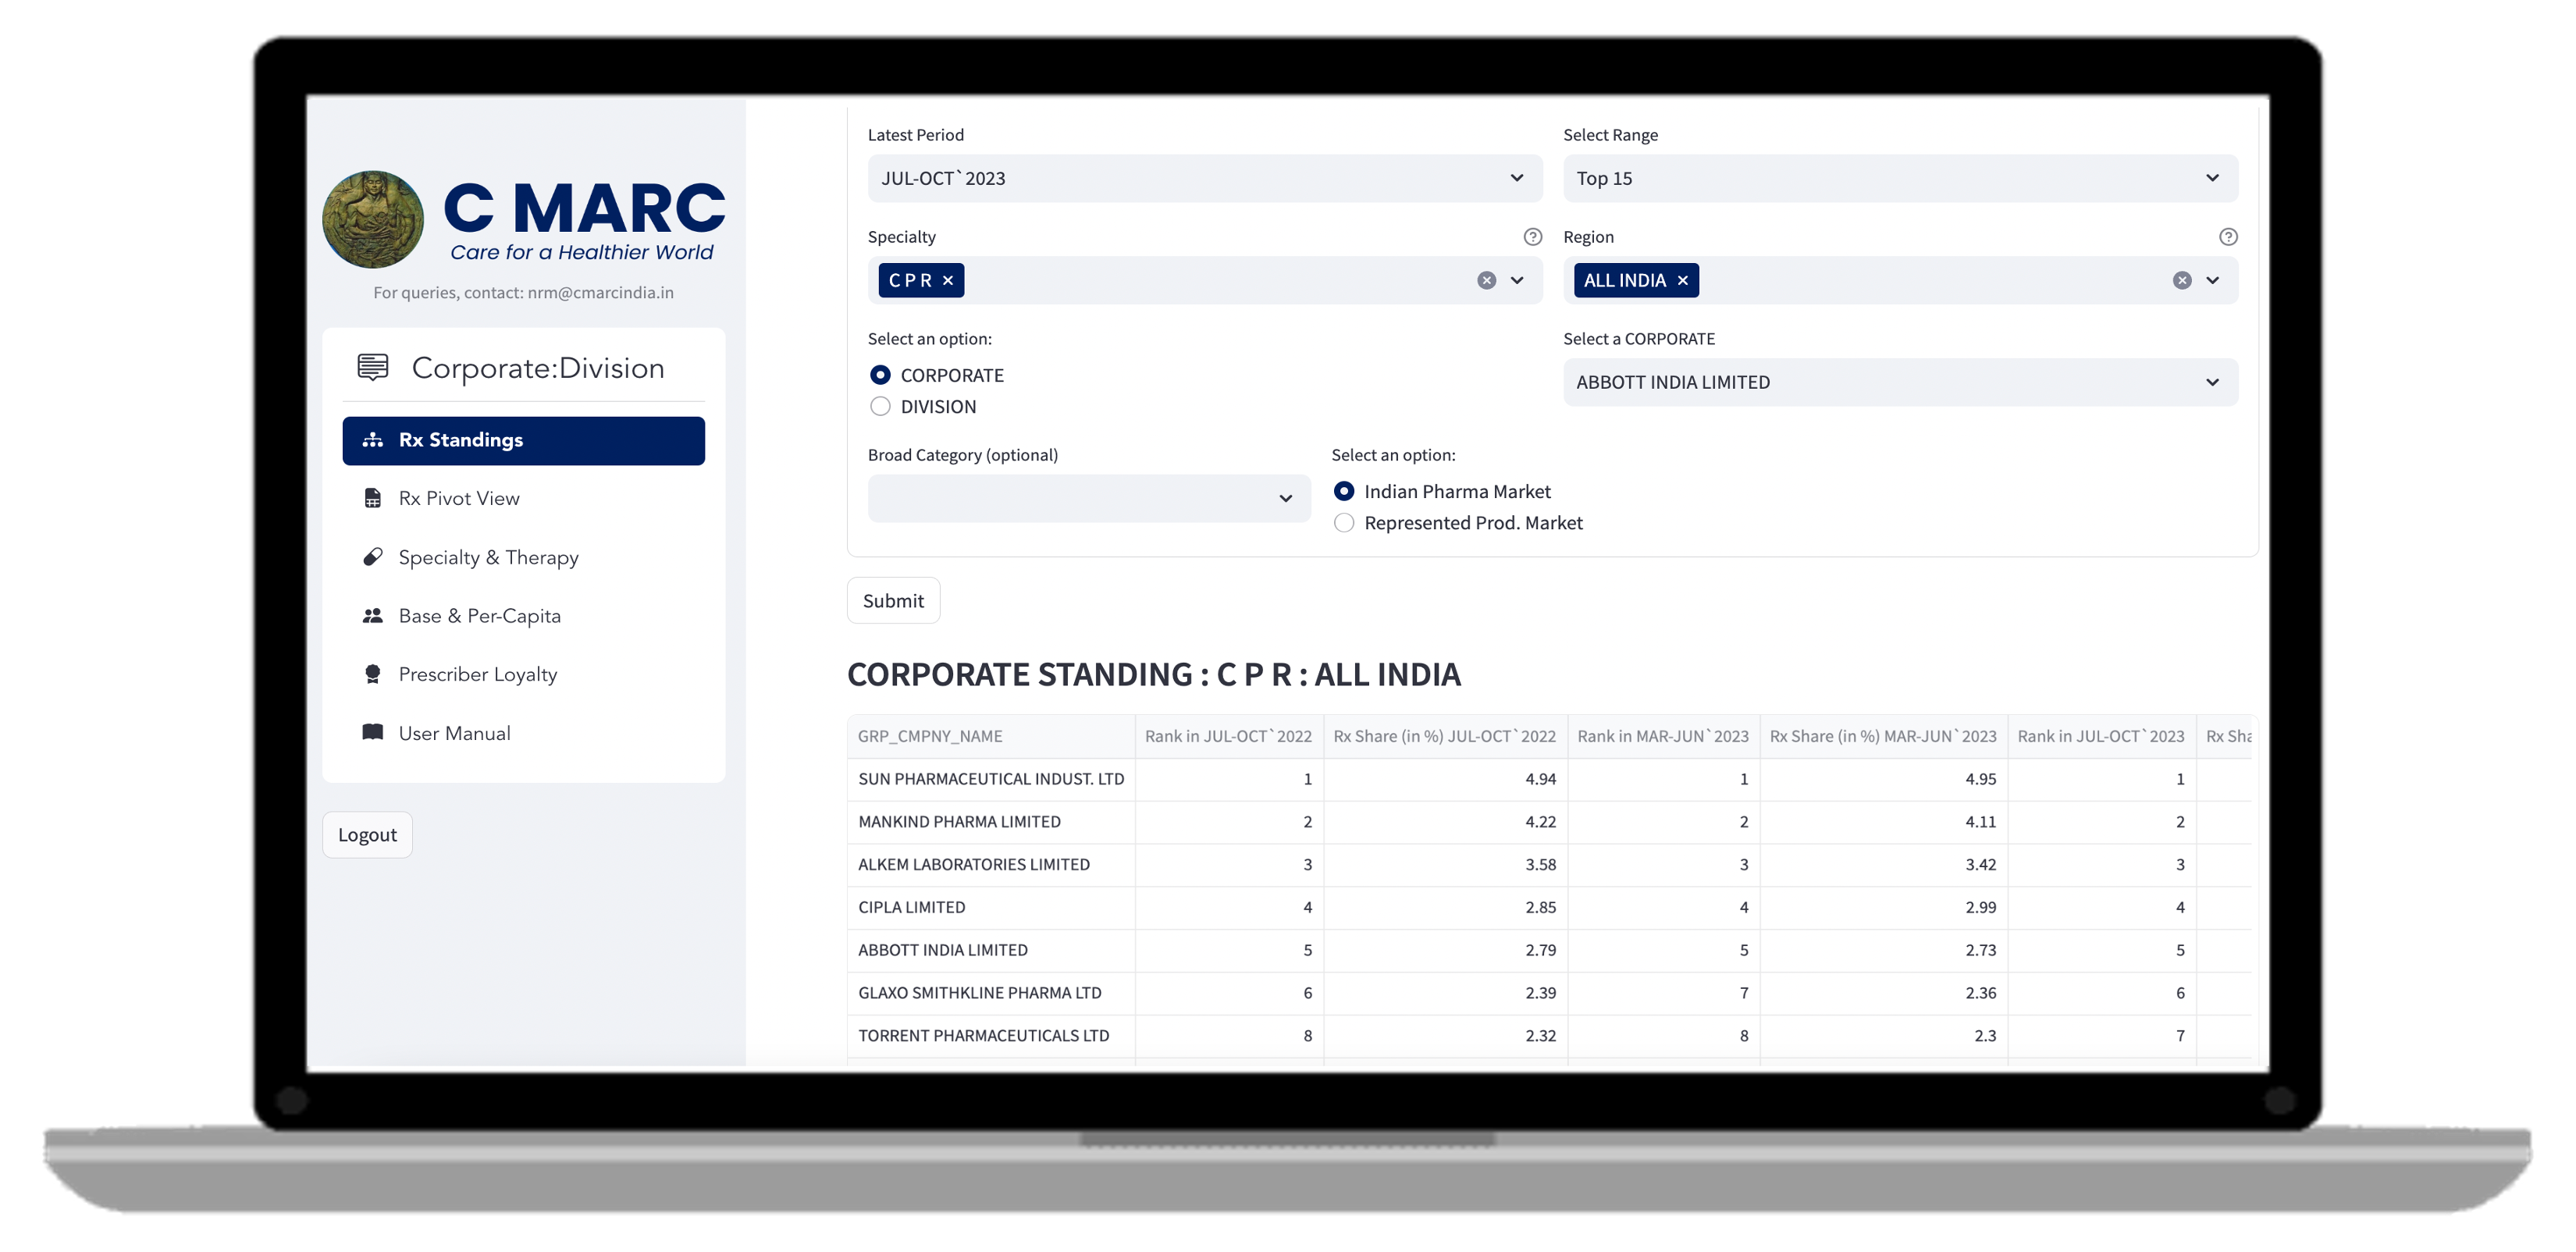 C MARC
Care for a Healthier World
For queries, contact: nrm@cmarcindia.in
Corporate:Division
Rx Standings
Rx Pivot View
Specialty & Therapy
Base & Per-Capita
Prescriber Loyalty
User Manual
Logout
Latest Period Select Range
JUL-OCT`2023 Top 15
Specialty Region
C P R ALL INDIA
Select an option: Select a CORPORATE
CORPORATE ABBOTT INDIA LIMITED
DIVISION
Broad Category (optional) Select an option:
Indian Pharma Market
Represented Prod. Market
Submit
CORPORATE STANDING : C P R : ALL INDIA
GRP_CMPNY_NAME Rank in JUL-OCT`2022 Rx Share (in %) JUL-OCT`2022 Rank in MAR-JUN`2023 Rx Share (in %) MAR-JUN`2023 Rank in JUL-OCT`2023 Rx Sha
SUN PHARMACEUTICAL INDUST. LTD 1 4.94 1 4.95 1
MANKIND PHARMA LIMITED 2 4.22 2 4.11 2
ALKEM LABORATORIES LIMITED 3 3.58 3 3.42 3
CIPLA LIMITED 4 2.85 4 2.99 4
ABBOTT INDIA LIMITED 5 2.79 5 2.73 5
GLAXO SMITHKLINE PHARMA LTD 6 2.39 7 2.36 6
TORRENT PHARMACEUTICALS LTD 8 2.32 8 2.3 7